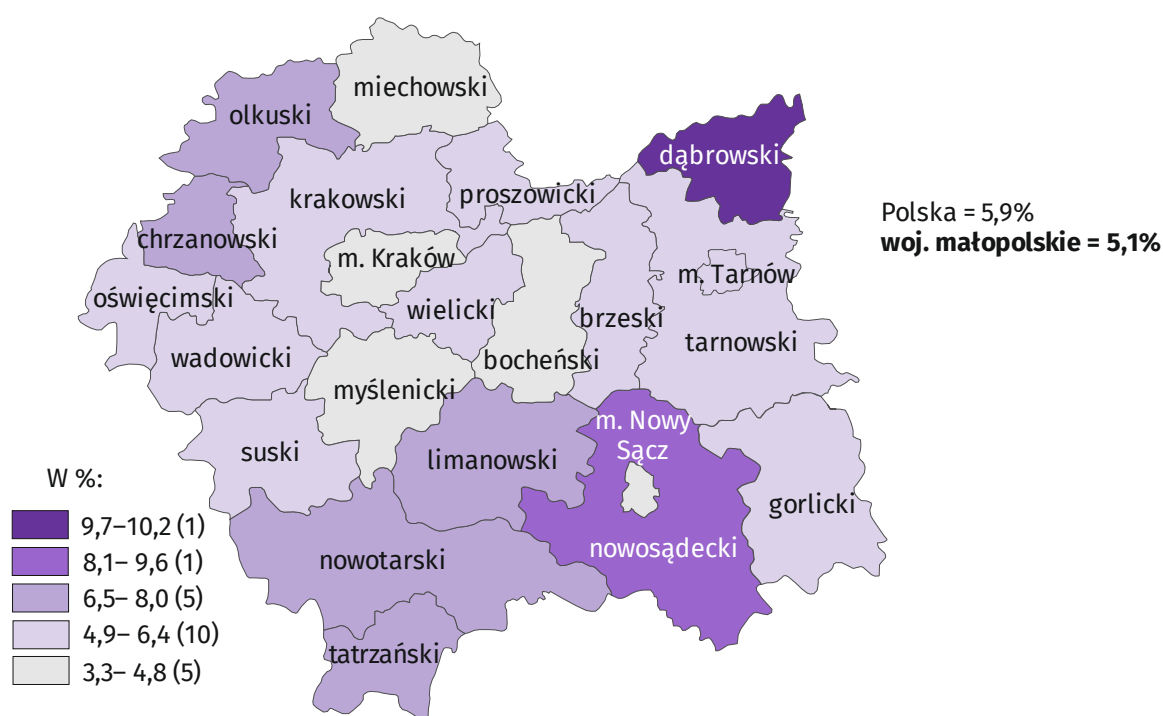 miechowski
olkuski
dąbrowski
krakowski
proszowicki
Polska = 5,9%
woj. małopolskie = 5,1%
chrzanowski
m. Kraków
m. Tarnów
oświęcimski
wielicki
brzeski
tarnowski
wadowicki
bocheński
myślenicki
m. Nowy
Sącz
suski
limanowski
gorlicki
nowosądecki
nowotarski
tatrzański
W %:
9,7–10,2 (1)
8,1– 9,6 (1)
6,5– 8,0 (5)
4,9– 6,4 (10)
3,3– 4,8 (5)